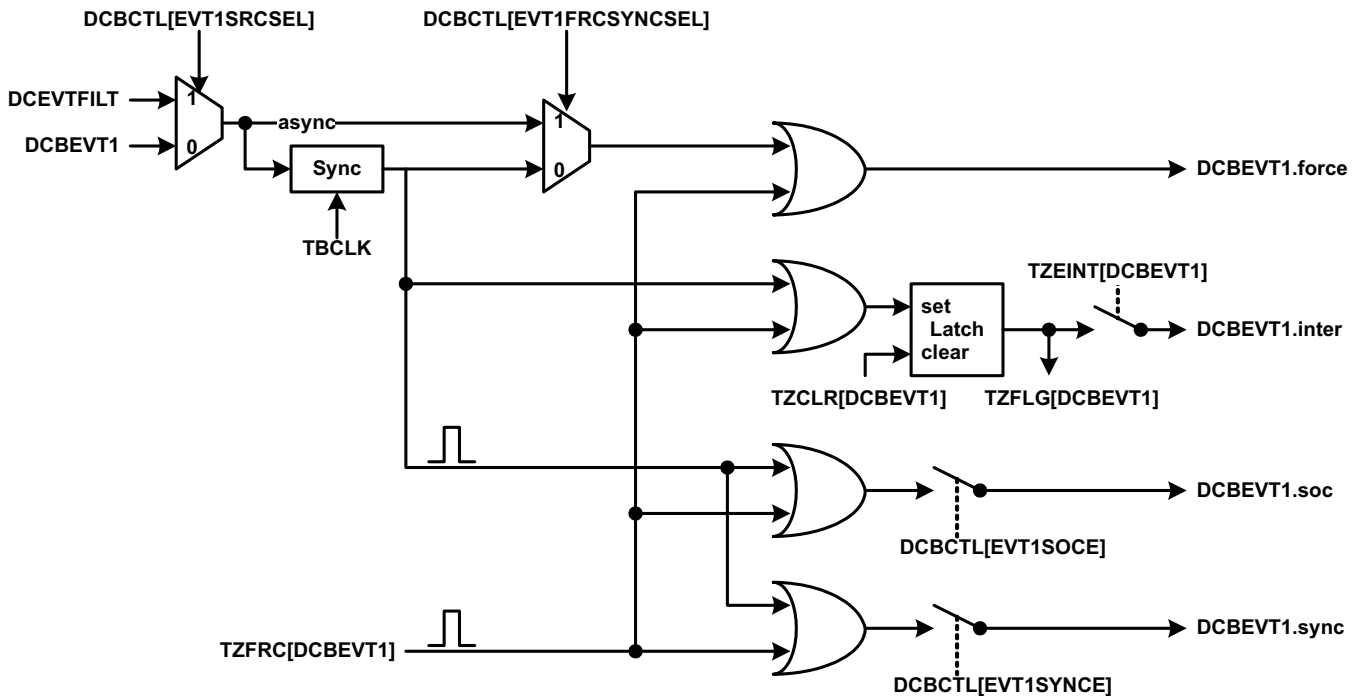 DCBCTL[EVT1SRCSEL]
DCBCTL[EVT1FRCSYNCSEL]
DCEVTFILT
1
async
1
DCBEVT1
0
Sync
0
DCBEVT1.force
TBCLK
TZEINT[DCBEVT1]
set
Latch
clear
DCBEVT1.inter
TZCLR[DCBEVT1]
TZFLG[DCBEVT1]
DCBEVT1.soc
DCBCTL[EVT1SOCE]
TZFRC[DCBEVT1]
DCBEVT1.sync
DCBCTL[EVT1SYNCE]